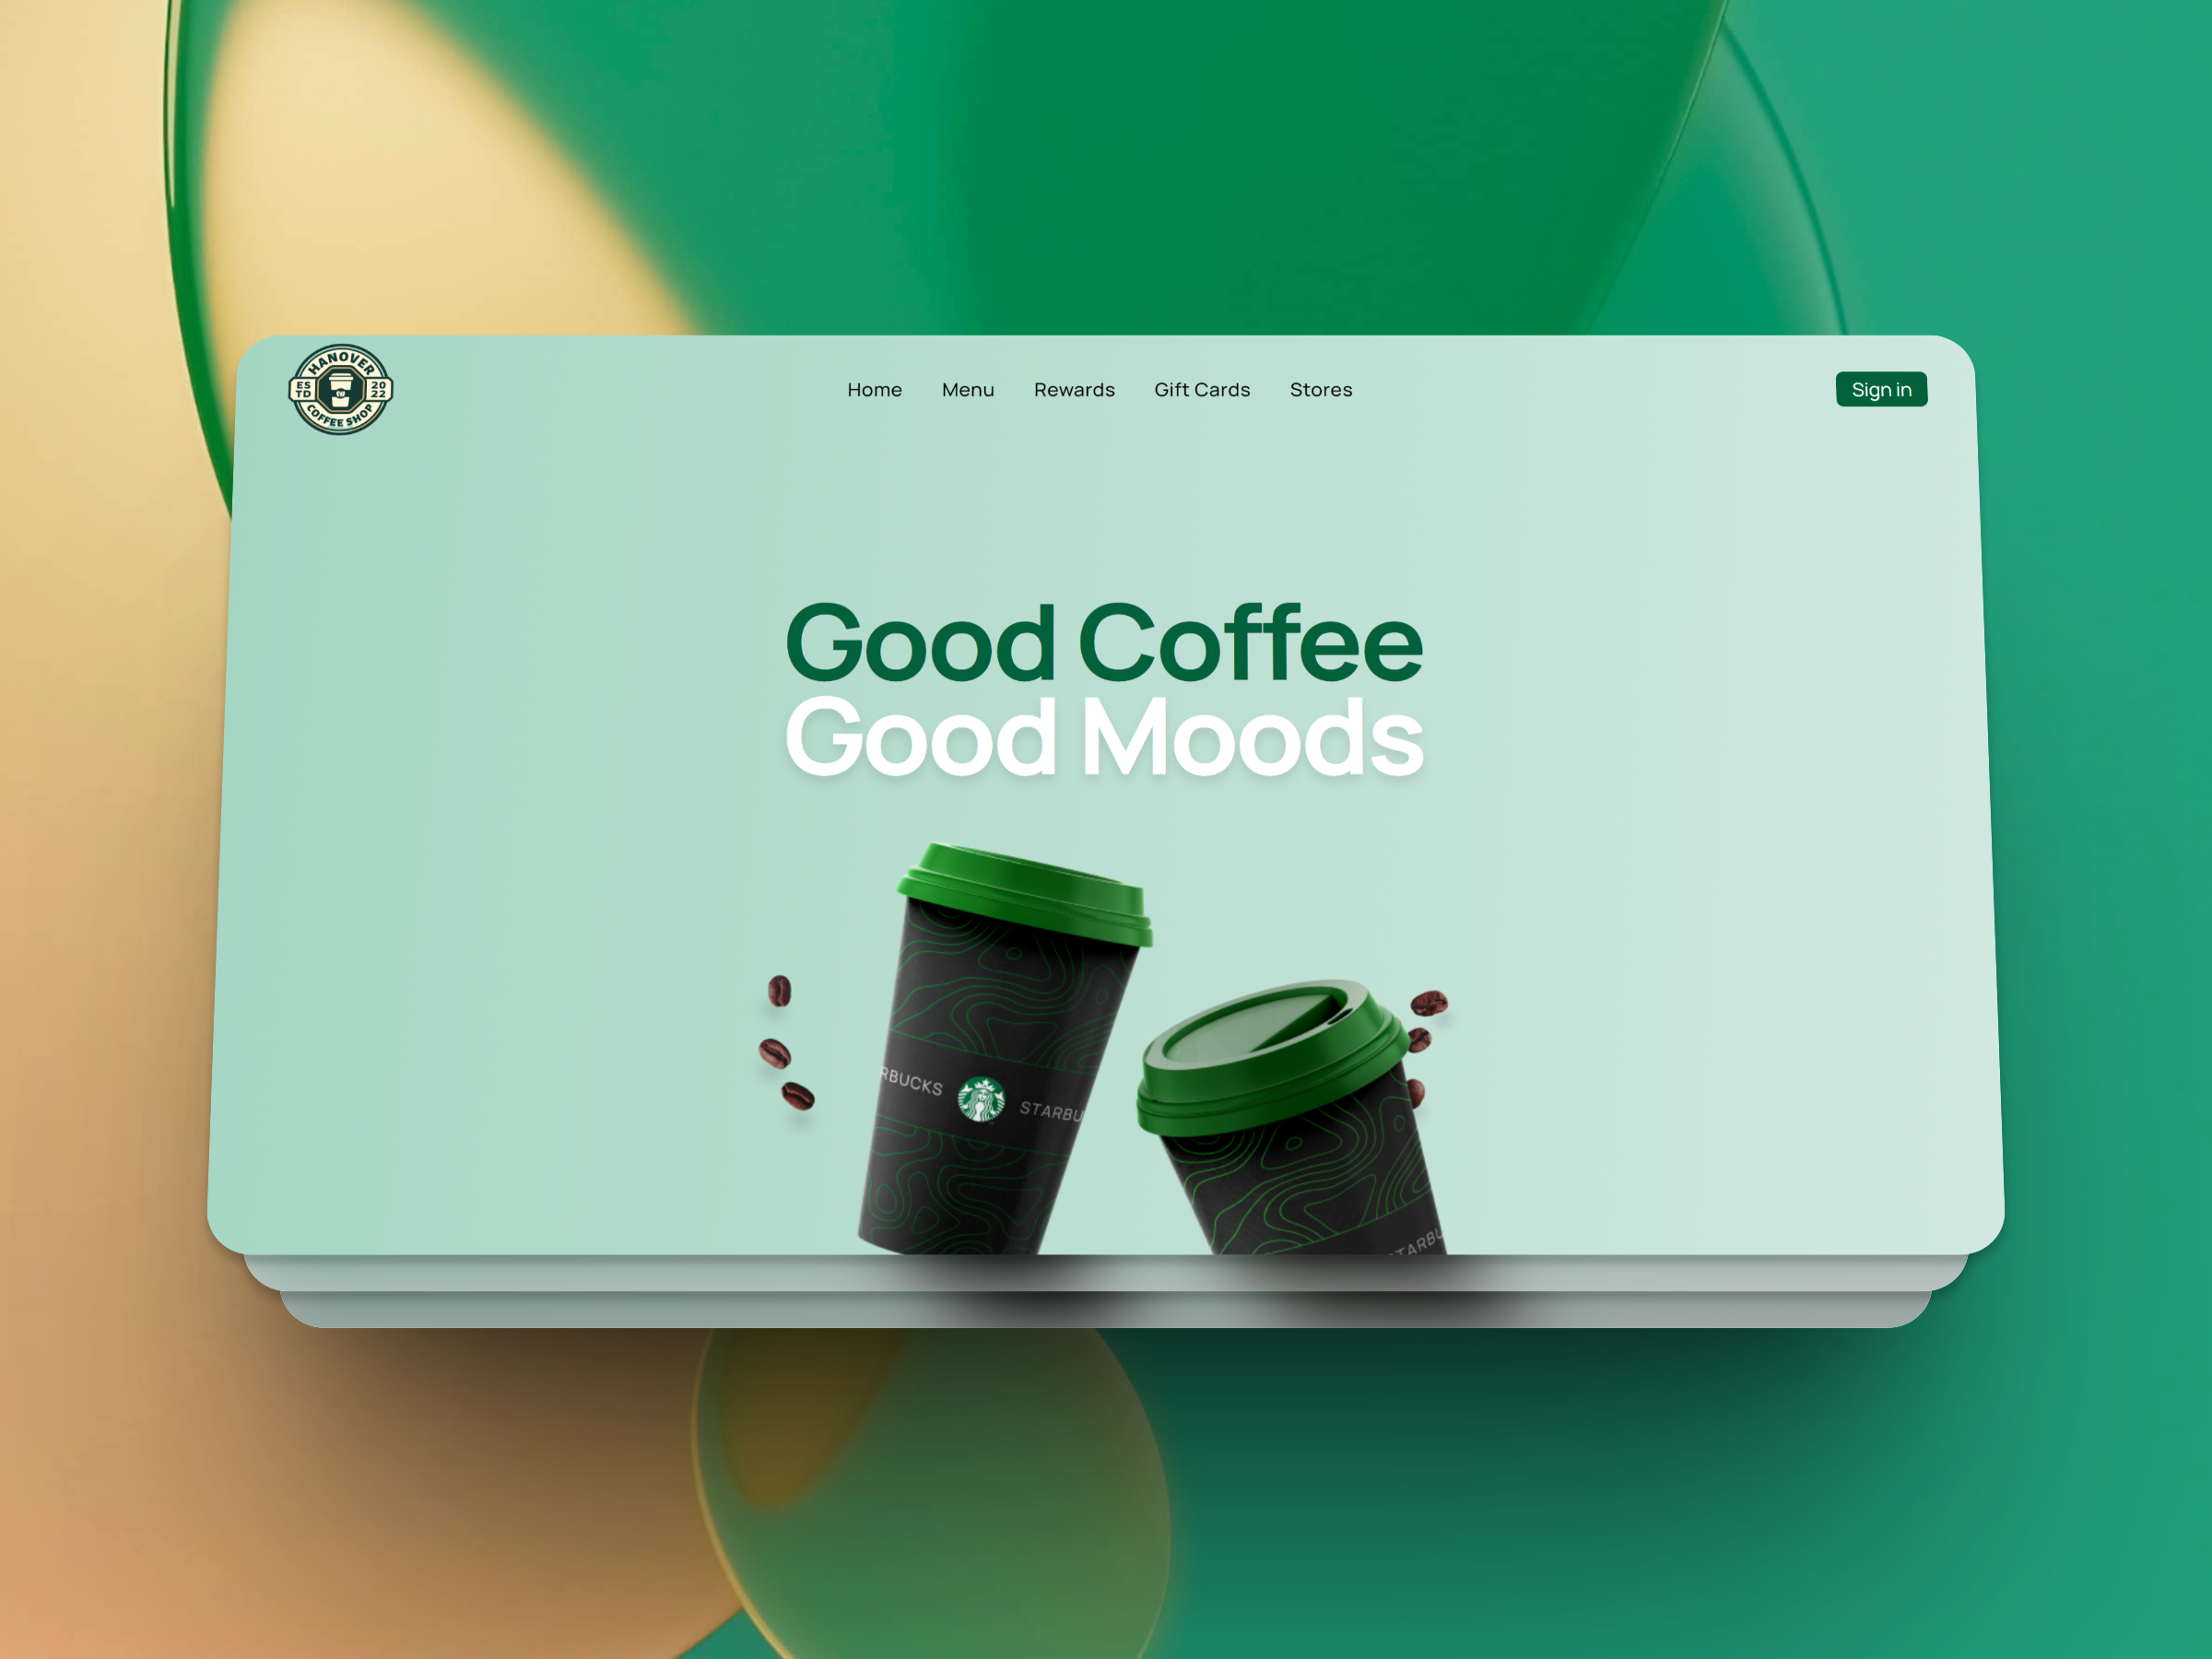 HANOVER
ES TD
20 22
COFFEE SHOP
Home Menu Rewards Gift Cards Stores
Sign in
Good Coffee
Good Moods
RBUCKS STARBU
TARBU